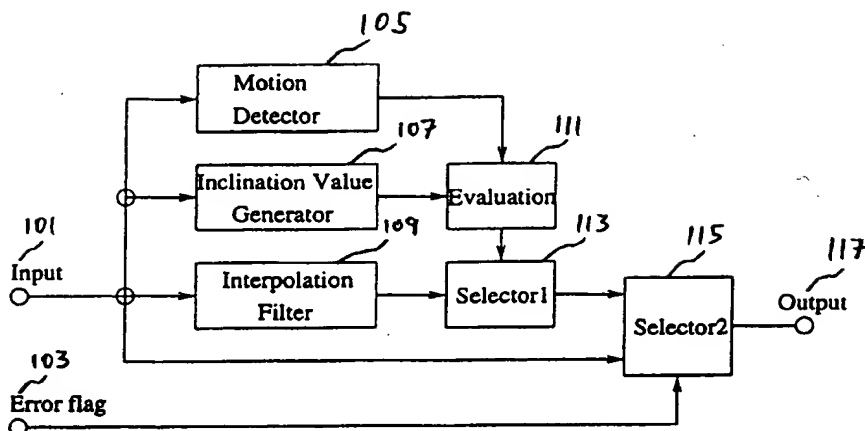 105
Motion
Detector
107
111
Inclination Value
Generator
Evaluation
101
109
113
115
117
Input
Interpolation
Filter
Selector1
Output
Selector2
103
Error flag